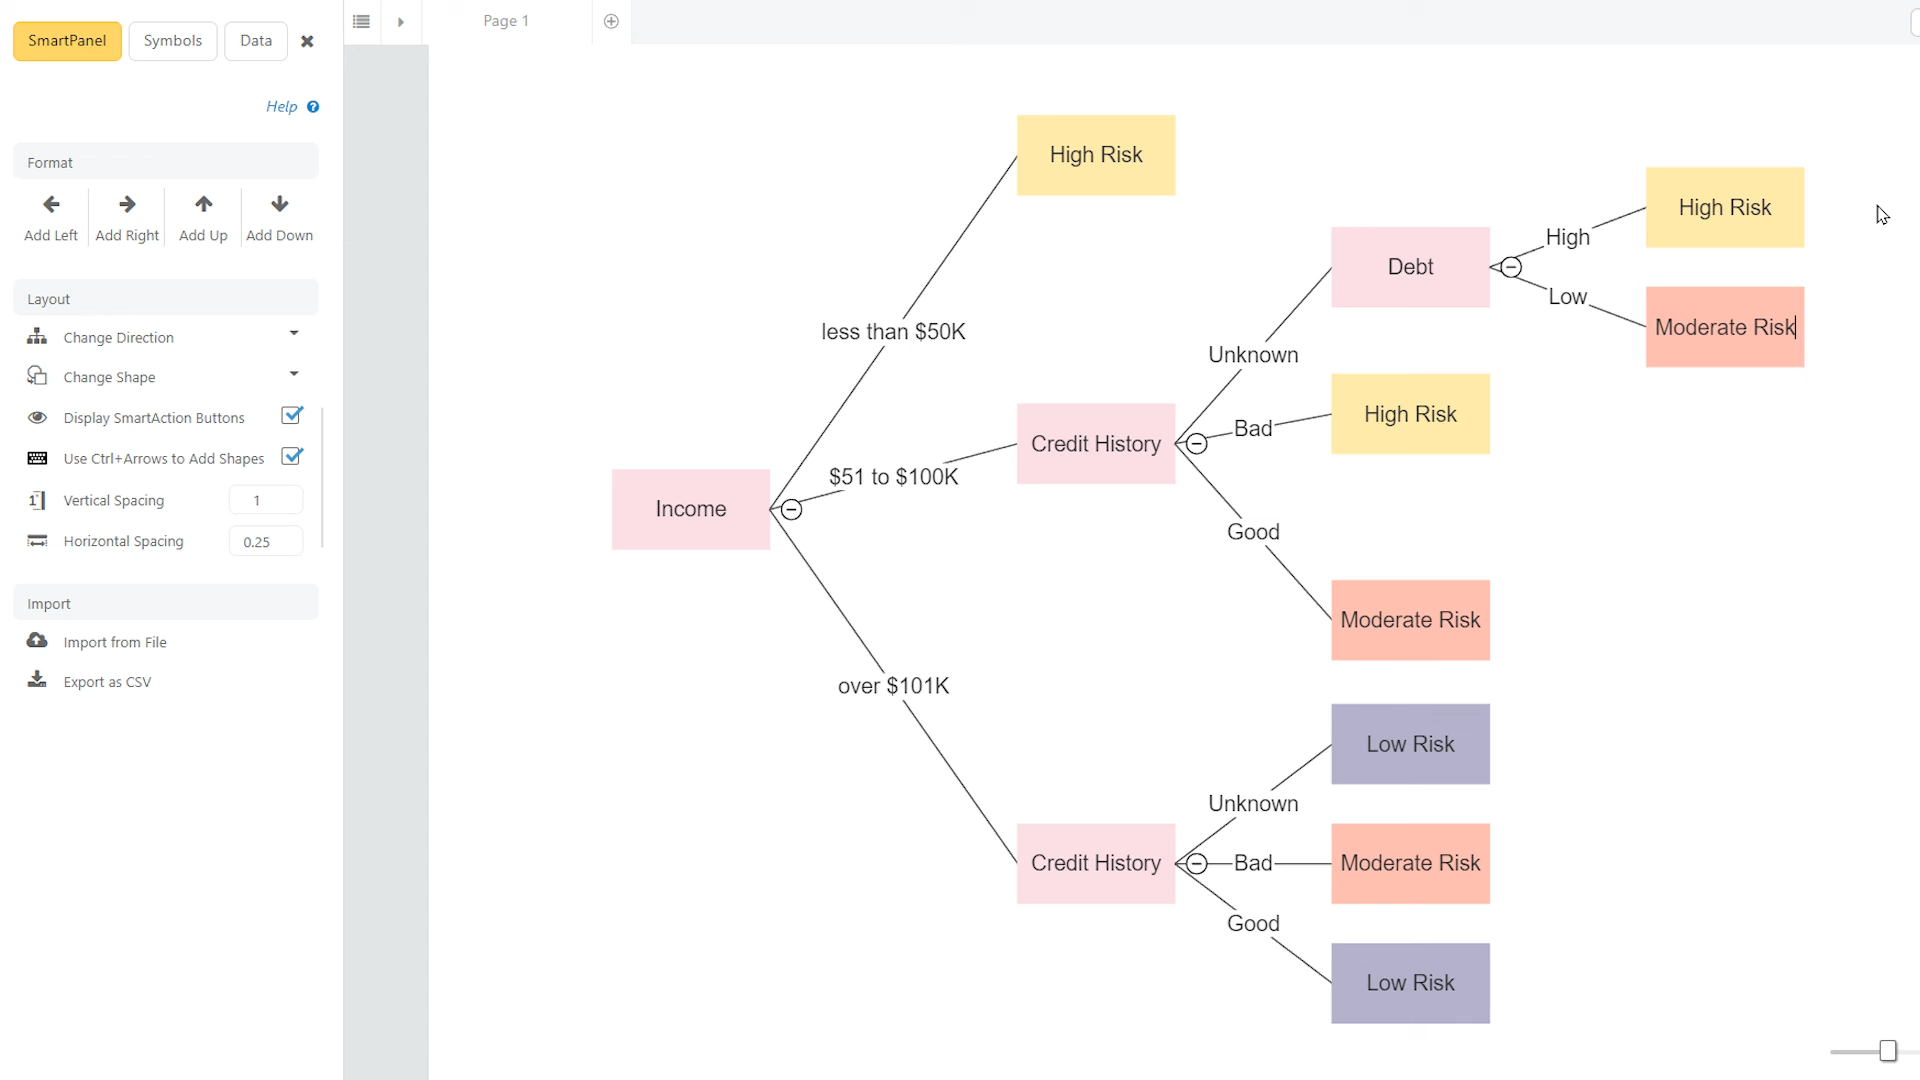 SmartPanel
Symbols
Data
Page 1
Help
Format
Add Left
Add Right
Add Up
Add Down
Layout
Change Direction
Change Shape
Display SmartAction Buttons
Use Ctrl+Arrows to Add Shapes
Vertical Spacing
1
Horizontal Spacing
0.25
Import
Import from File
Export as CSV
Income
less than $50K
High Risk
$51 to $100K
Credit History
Unknown
Debt
High
High Risk
Low
Moderate Risk
Bad
High Risk
Good
Moderate Risk
over $101K
Credit History
Unknown
Low Risk
Bad
Moderate Risk
Good
Low Risk